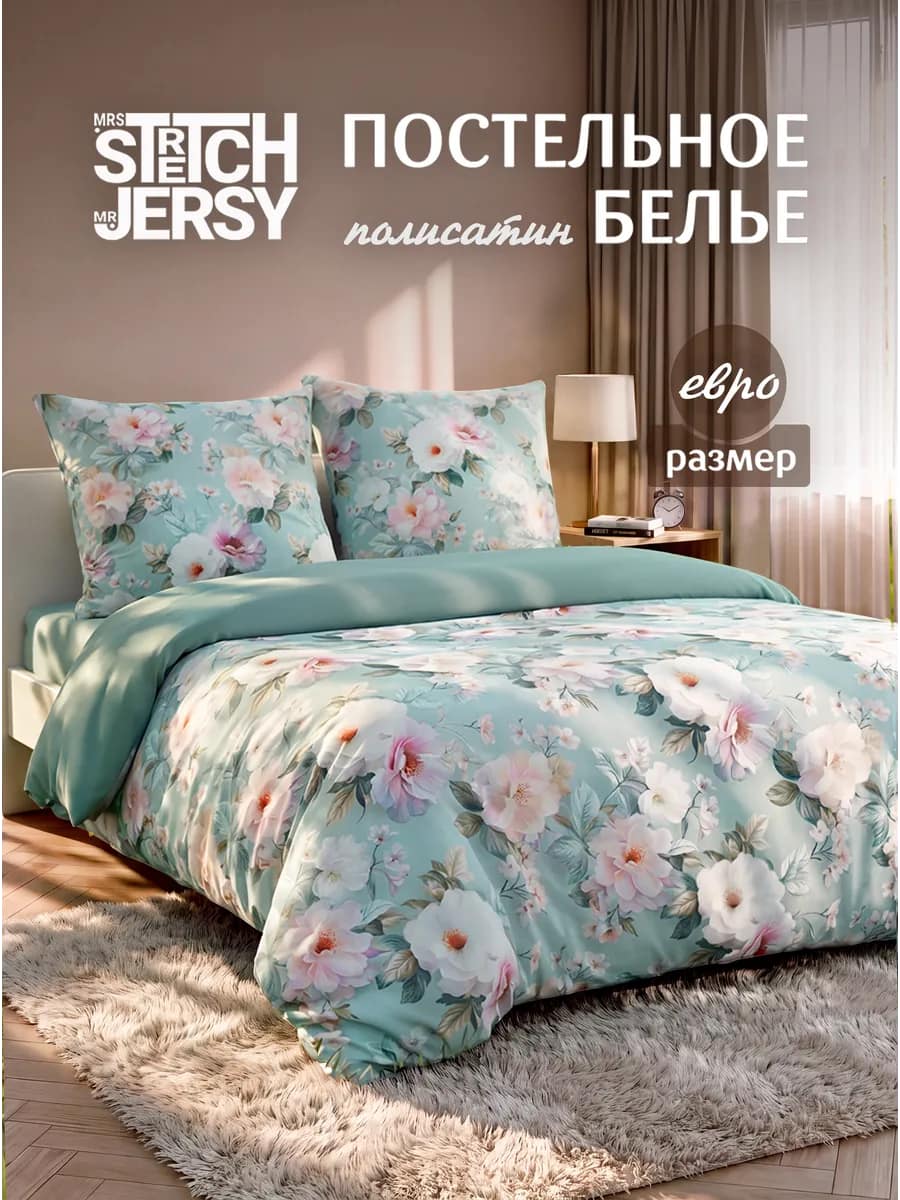 MRS
STRETCH
MR.
JERSY
ПОСТЕЛЬНОЕ
полисатин БЕЛЬЕ
евро
размер